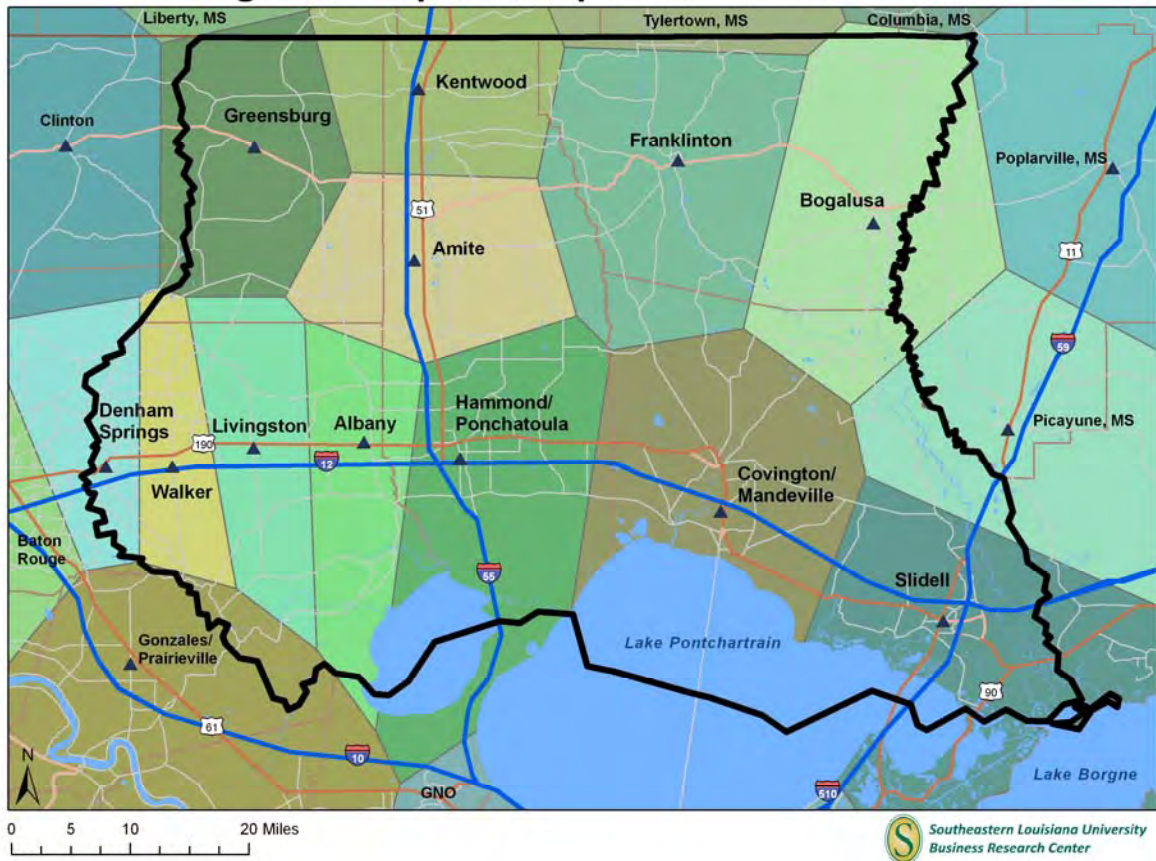 Liberty, MS
Tylertown, MS
Columbia, MS
Kentwood
Clinton
Greensburg
Franklinton
Poplarville, MS
Bogalusa
51
Amite
11
59
Denham
Springs
190
Livingston
Albany
Hammond/
Ponchatoula
Picayune, MS
12
Walker
Covington/
Mandeville
Baton
Rouge
55
Slidell
Gonzales/
Prairieville
Lake Pontchartrain
90
61
10
GNO
510
Lake Borgne
N
0 5 10 20 Miles
S
Southeastern Louisiana University
Business Research Center